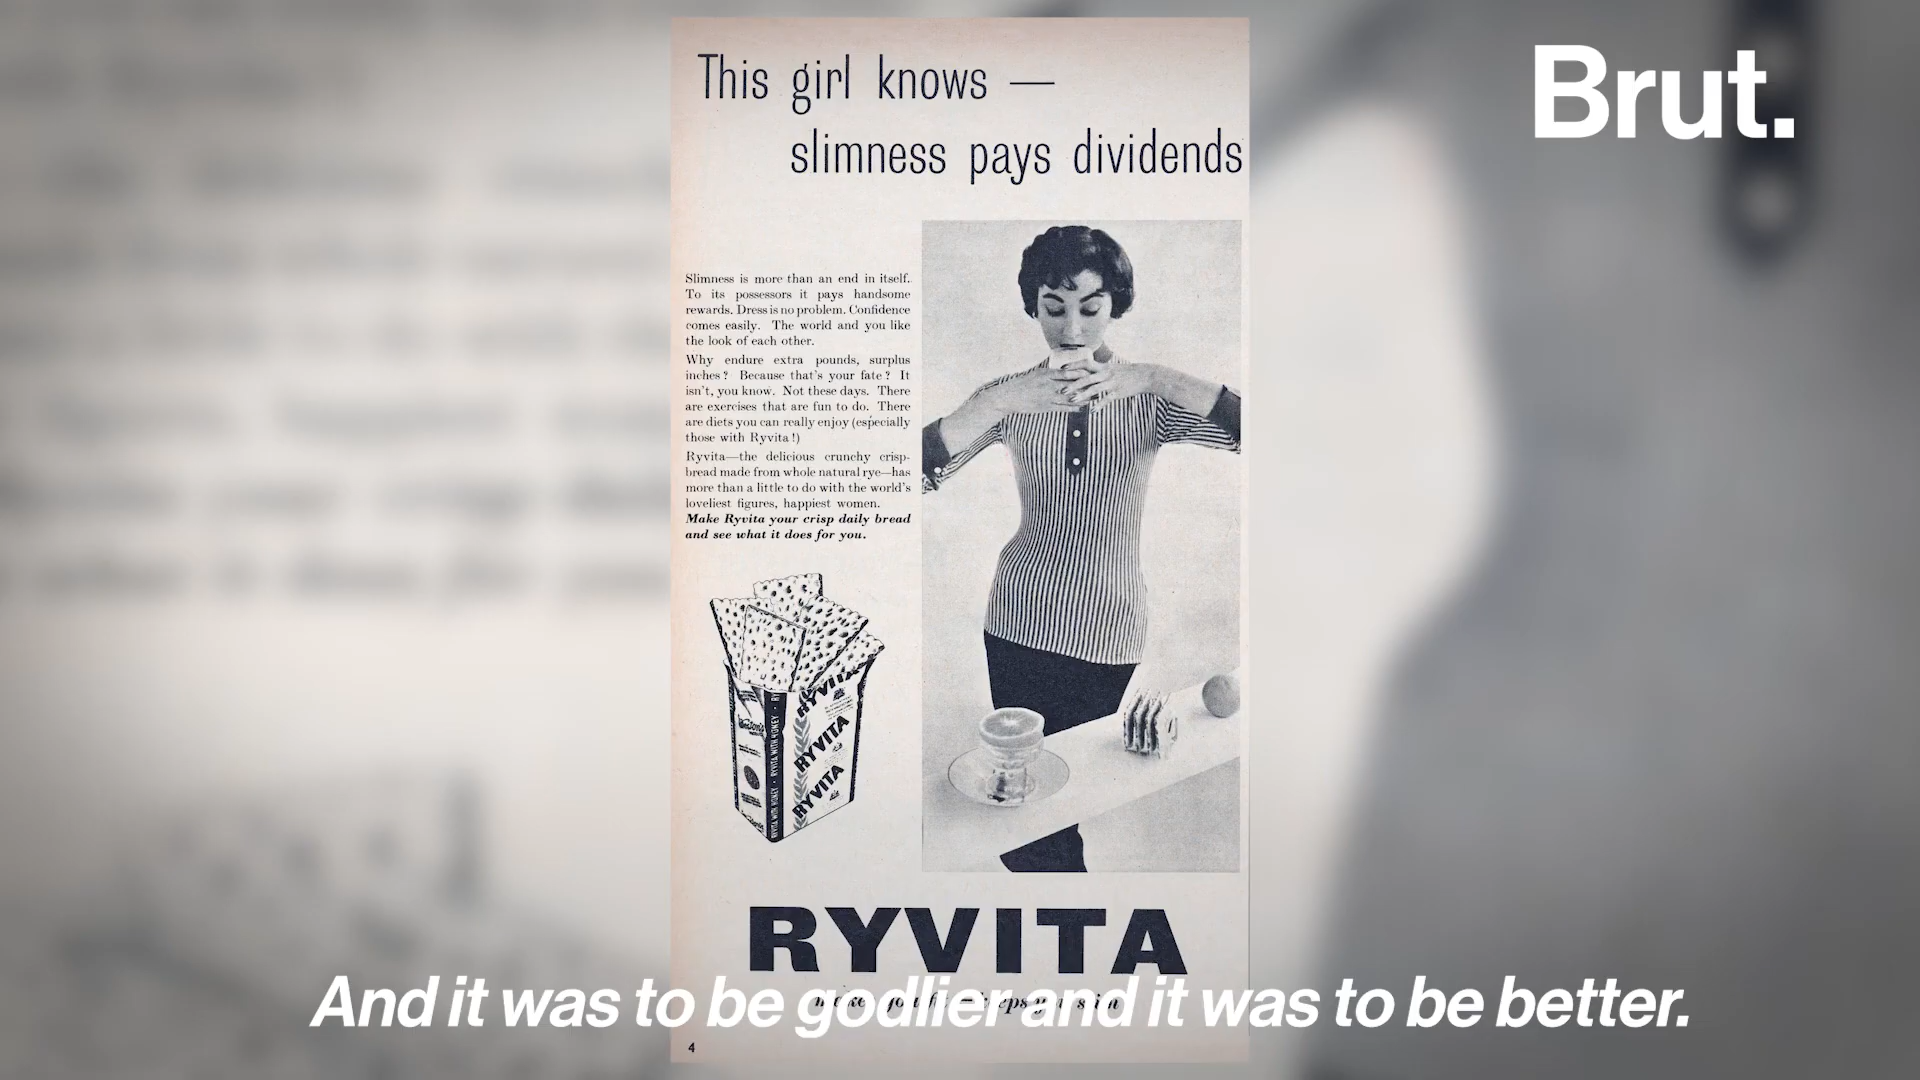 This girl knows —
slimness pays dividends
Brut.
Slimness is more than an end in itself.
To its possessors it pays handsome
rewards. Dress is no problem. Confidence
comes easily. The world and you like
the look of each other.
Why endure extra pounds, surplus
inches? Because that's your fate? It
isn't, you know. Not these days. There
are exercises that are fun to do. There
are diets you can really enjoy (especially
those with Ryvita!)
Ryvita—the delicious crunchy crisp-
bread made from whole natural rye—has
more than a little to do with the world's
loveliest figures, happiest women.
Make Ryvita your crisp daily bread
and see what it does for you.
RYVITA
RYVITA
RYVITA
RYVITA WITH HONEY · RYVITA WITH HONEY · RY
RYVITA
And it was to be godlier and it was to be better.
4